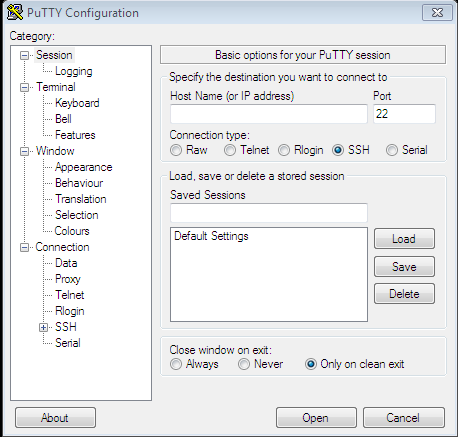 PuTTY Configuration
Category:
Session
Logging
Terminal
Keyboard
Bell
Features
Window
Appearance
Behaviour
Translation
Selection
Colours
Connection
Data
Proxy
Telnet
Rlogin
SSH
Serial
Basic options for your PuTTY session
Specify the destination you want to connect to
Host Name (or IP address) Port
22
Connection type:
Raw Telnet Rlogin SSH Serial
Load, save or delete a stored session
Saved Sessions
Default Settings
Load
Save
Delete
Close window on exit:
Always Never Only on clean exit
About Open Cancel